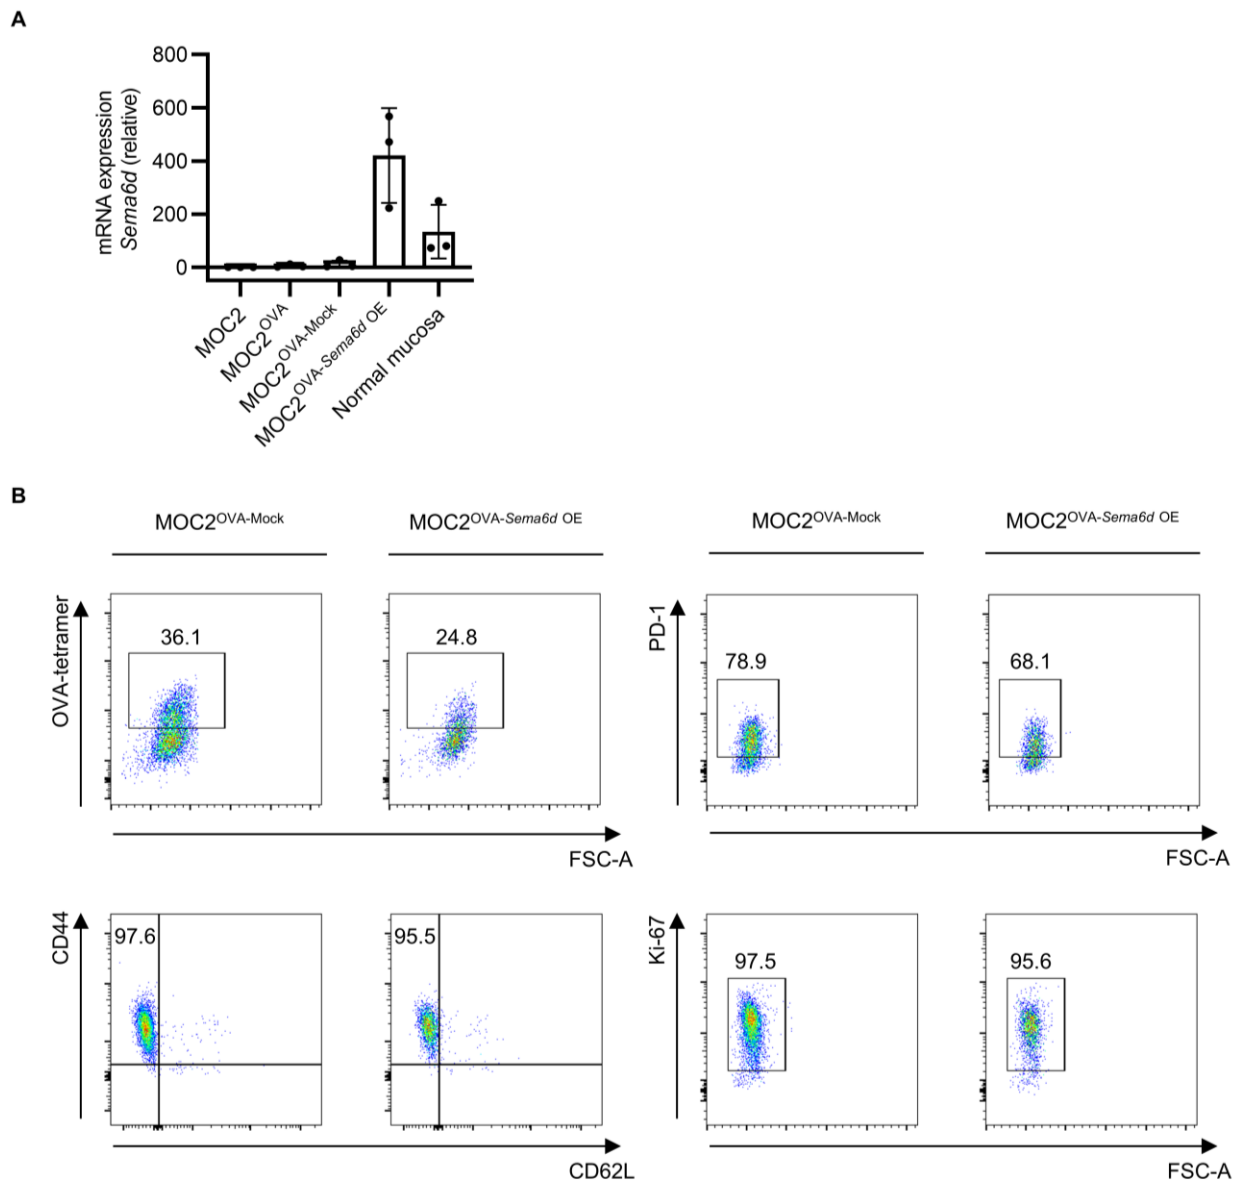 A
800
600
400
200
0
mRNA expression
Sema6d (relative)
MOC2
MOC2OVA
MOC2OVA-Mock
MOC2OVA-Sema6d OE
Normal mucosa
B
MOC2OVA-Mock
MOC2OVA-Sema6d OE
MOC2OVA-Mock
MOC2OVA-Sema6d OE
OVA-tetramer
36.1
24.8
PD-1
78.9
68.1
FSC-A
FSC-A
CD44
97.6
95.5
Ki-67
97.5
95.6
CD62L
FSC-A